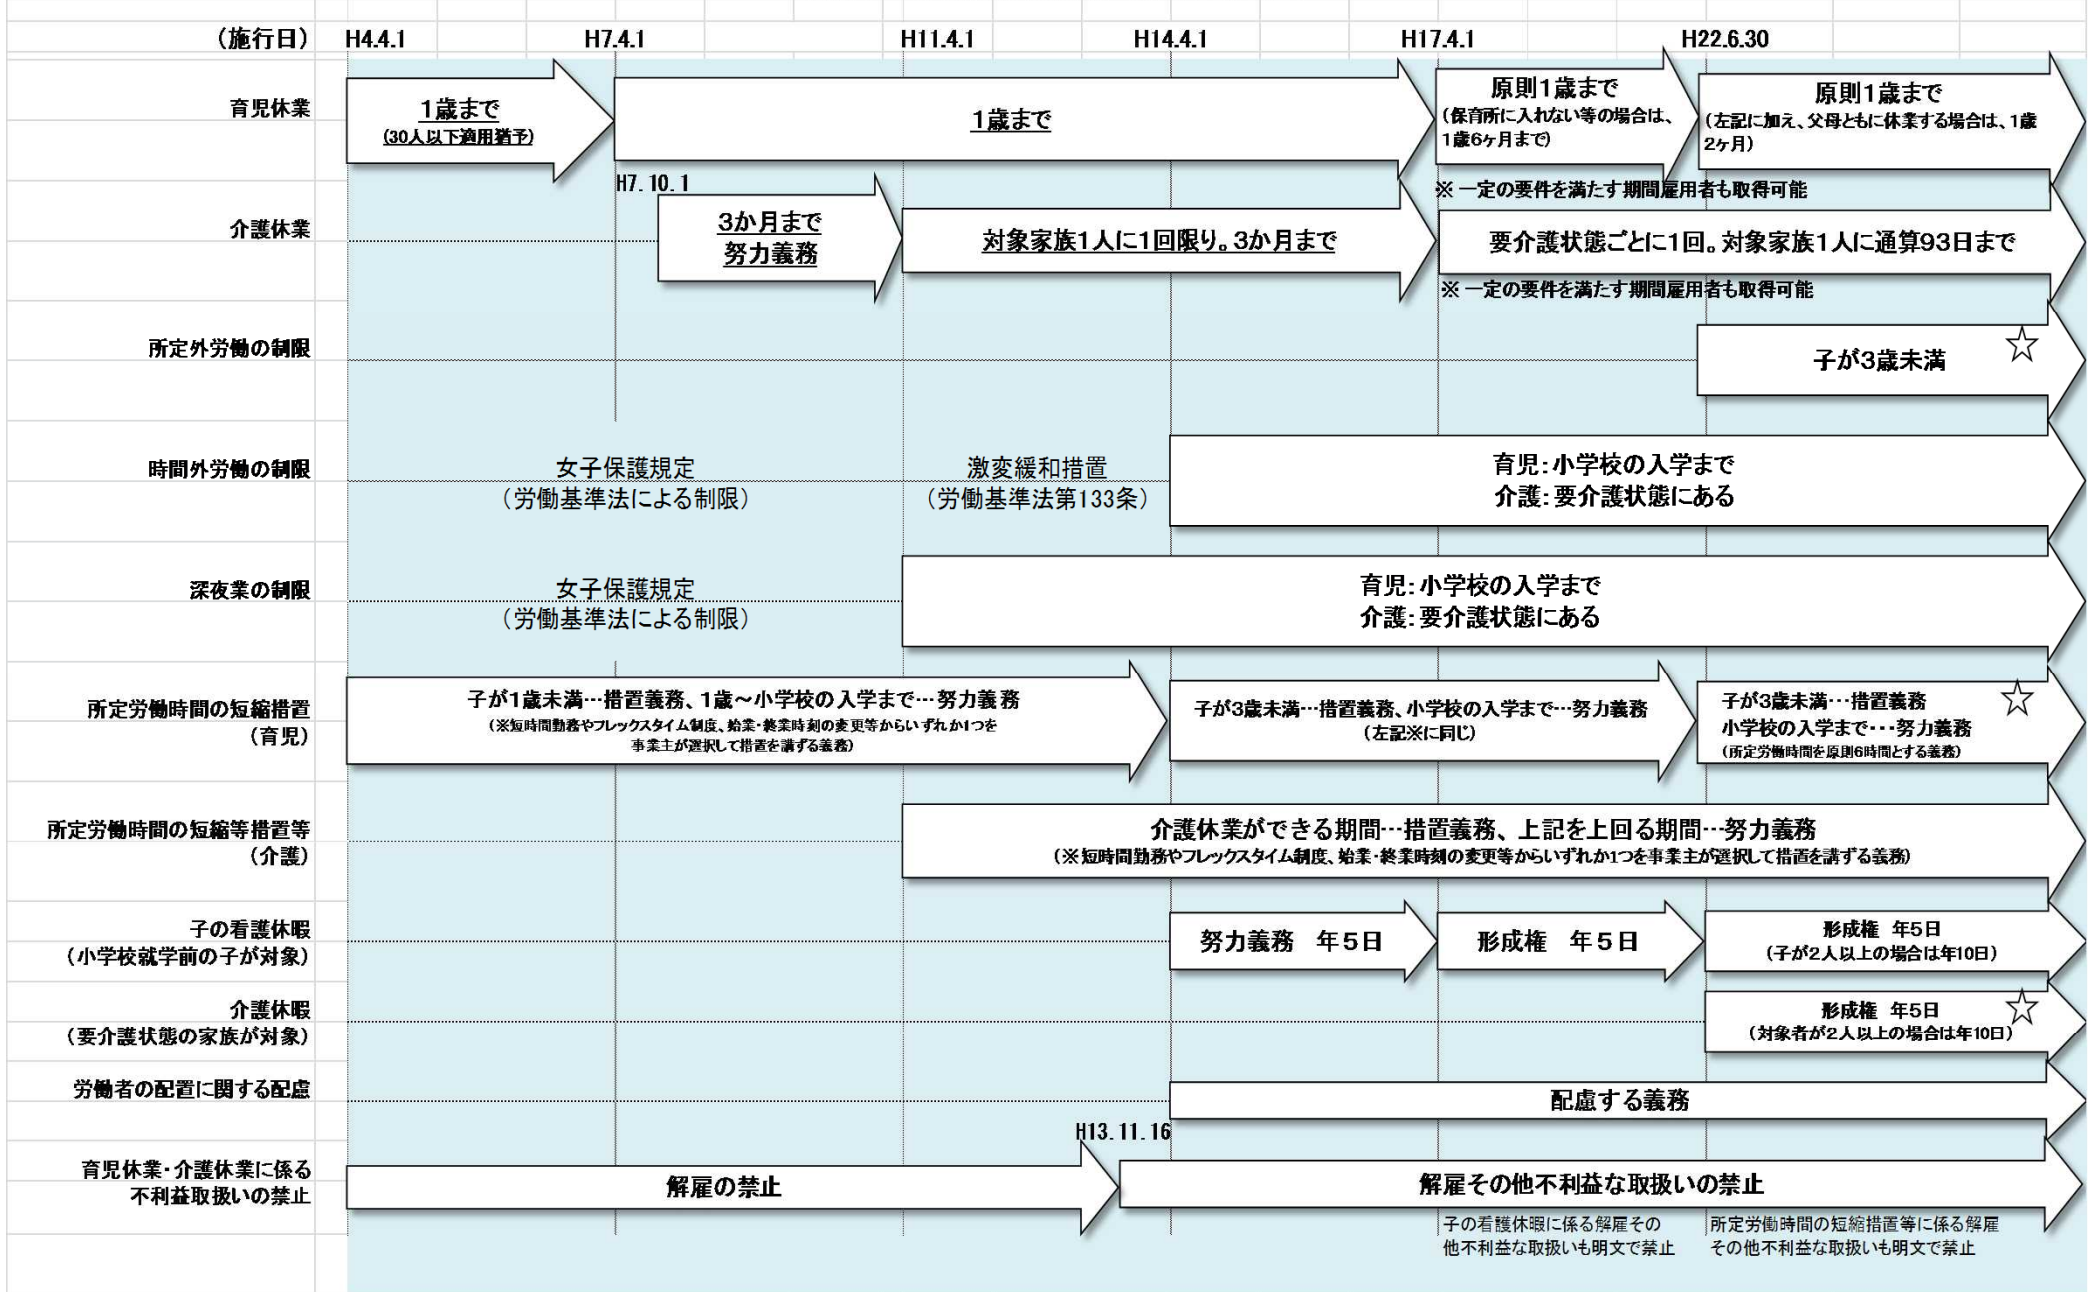 （施行日）
H4.4.1
H7.4.1
H11.4.1
H14.4.1
H17.4.1
H22.6.30
育児休業
1歳まで
(30人以下適用猶予)
1歳まで
原則1歳まで
(保育所に入れない等の場合は、
1歳6ヶ月まで)
原則1歳まで
(左記に加え、父母ともに休業する場合は、1歳
2ヶ月)
※ 一定の要件を満たす期間雇用者も取得可能
H7.10.1
介護休業
3か月まで
努力義務
対象家族1人に1回限り。3か月まで
要介護状態ごとに1回。対象家族1人に通算93日まで
※ 一定の要件を満たす期間雇用者も取得可能
所定外労働の制限
子が3歳未満
☆
時間外労働の制限
女子保護規定
（労働基準法による制限）
激変緩和措置
（労働基準法第133条）
育児：小学校の入学まで
介護：要介護状態にある
深夜業の制限
女子保護規定
（労働基準法による制限）
育児：小学校の入学まで
介護：要介護状態にある
所定労働時間の短縮措置
（育児）
子が1歳未満…措置義務、1歳～小学校の入学まで…努力義務
(※短時間勤務やフレックスタイム制度、始業・終業時刻の変更等からいずれか1つを
事業主が選択して措置を講ずる義務)
子が3歳未満…措置義務、小学校の入学まで…努力義務
(左記※に同じ)
子が3歳未満…措置義務
☆
小学校の入学まで・・・努力義務
(所定労働時間を原則6時間とする義務)
所定労働時間の短縮等措置等
（介護）
介護休業ができる期間…措置義務、上記を上回る期間…努力義務
(※短時間勤務やフレックスタイム制度、始業・終業時刻の変更等からいずれか1つを事業主が選択して措置を講ずる義務)
子の看護休暇
（小学校就学前の子が対象）
努力義務　年５日
形成権　年５日
形成権　年5日
(子が2人以上の場合は年10日)
介護休暇
（要介護状態の家族が対象）
形成権　年5日
☆
(対象者が2人以上の場合は年10日)
労働者の配置に関する配慮
配慮する義務
H13.11.16
育児休業・介護休業に係る
不利益取扱いの禁止
解雇の禁止
解雇その他不利益な取扱いの禁止
子の看護休暇に係る解雇その
他不利益な取扱いも明文で禁止
所定労働時間の短縮措置等に係る解雇
その他不利益な取扱いも明文で禁止